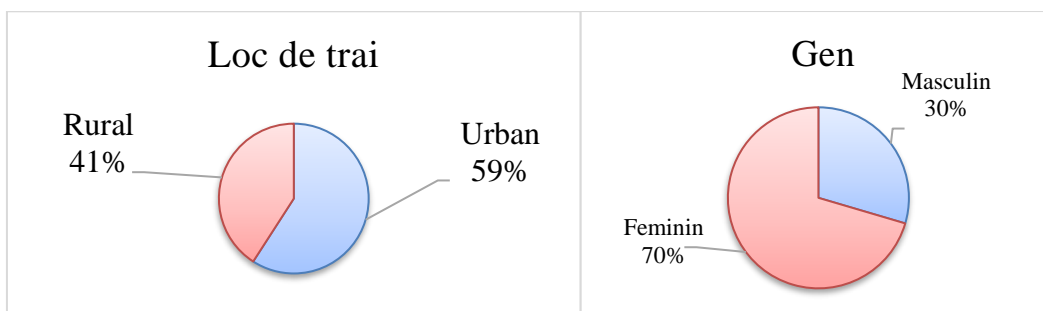 Loc de trai
Rural
41%
Urban
59%
Gen
Masculin
30%
Feminin
70%